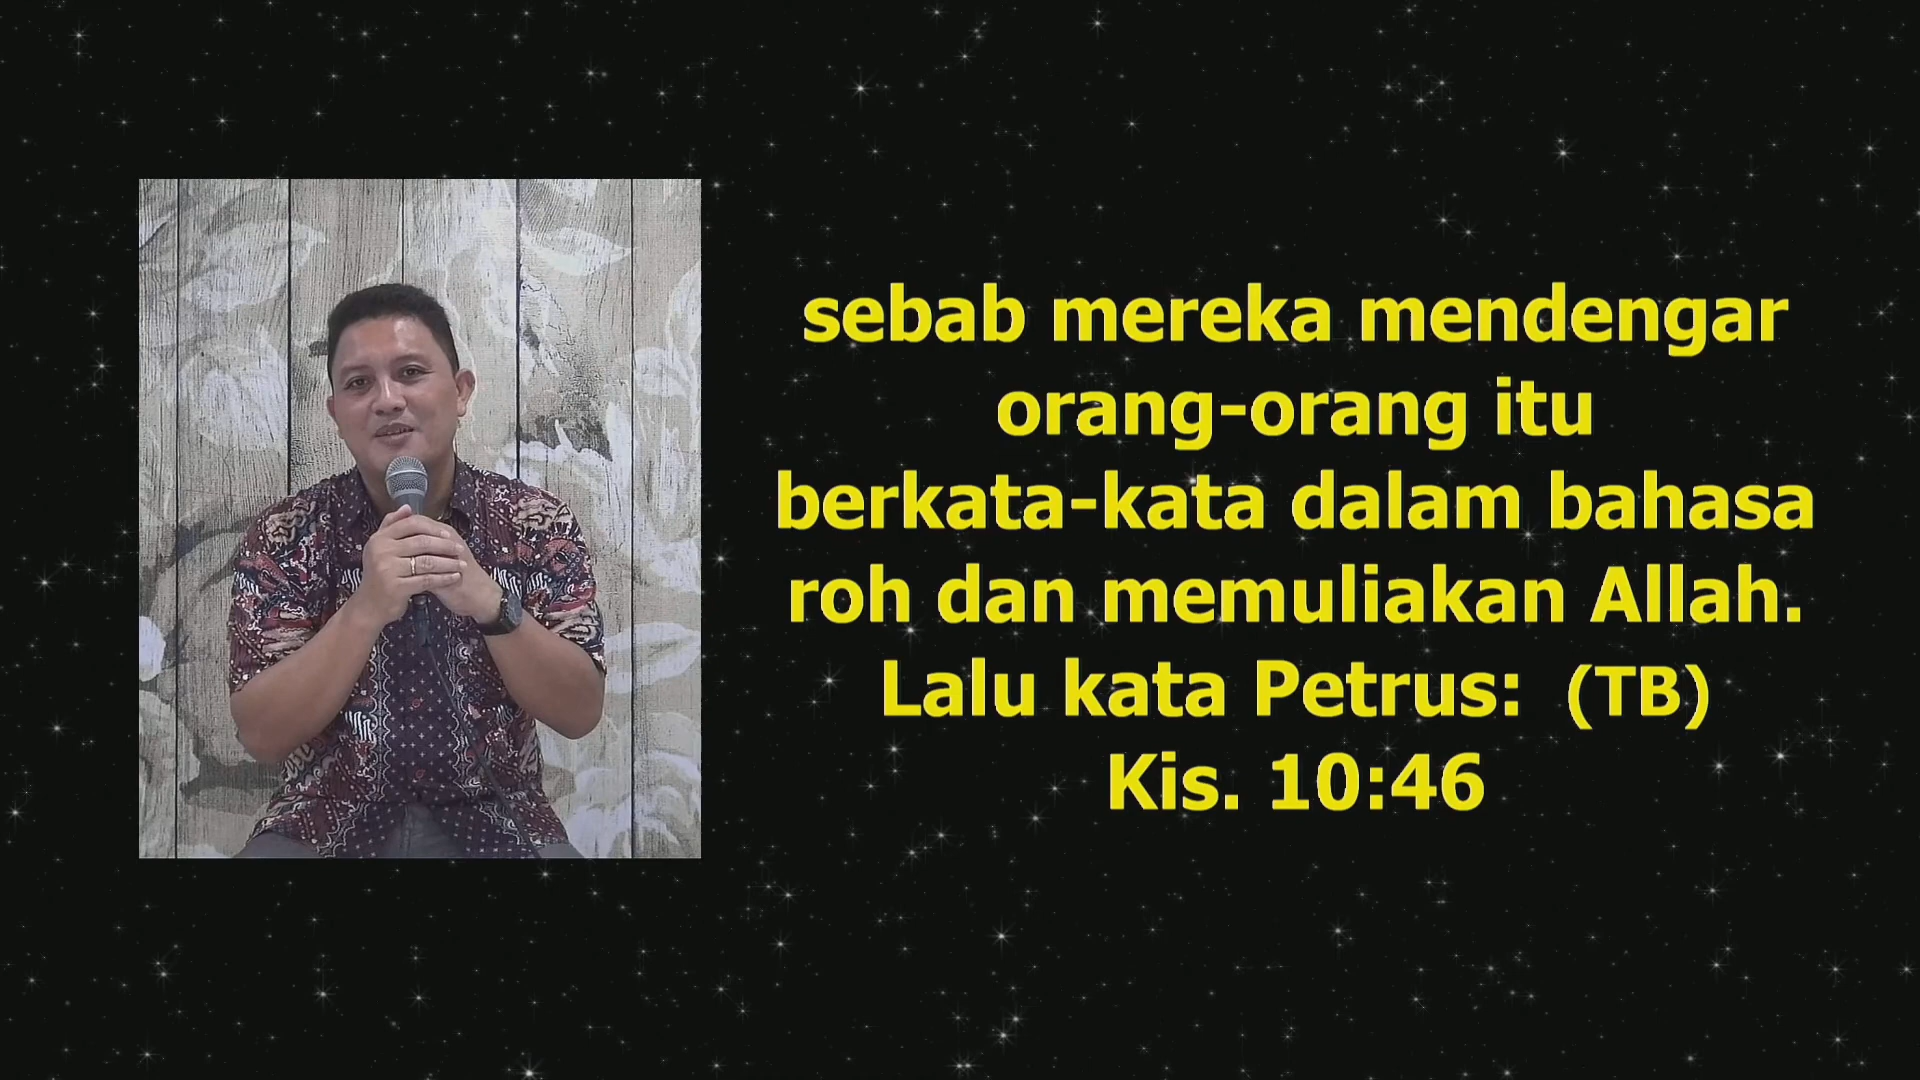 sebab mereka mendengar
orang-orang itu
berkata-kata dalam bahasa
roh dan memuliakan Allah.
Lalu kata Petrus:  (TB)
Kis. 10:46